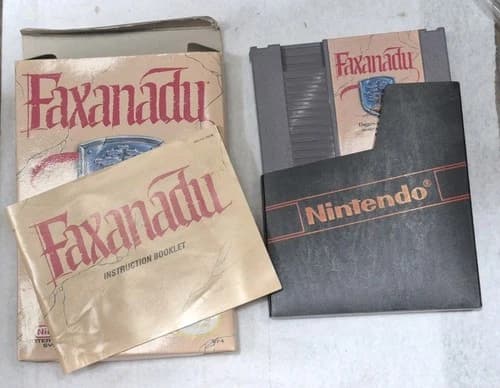 Faxanadu
Faxanadu
INSTRUCTION BOOKLET
Faxanadu
Nintendo®